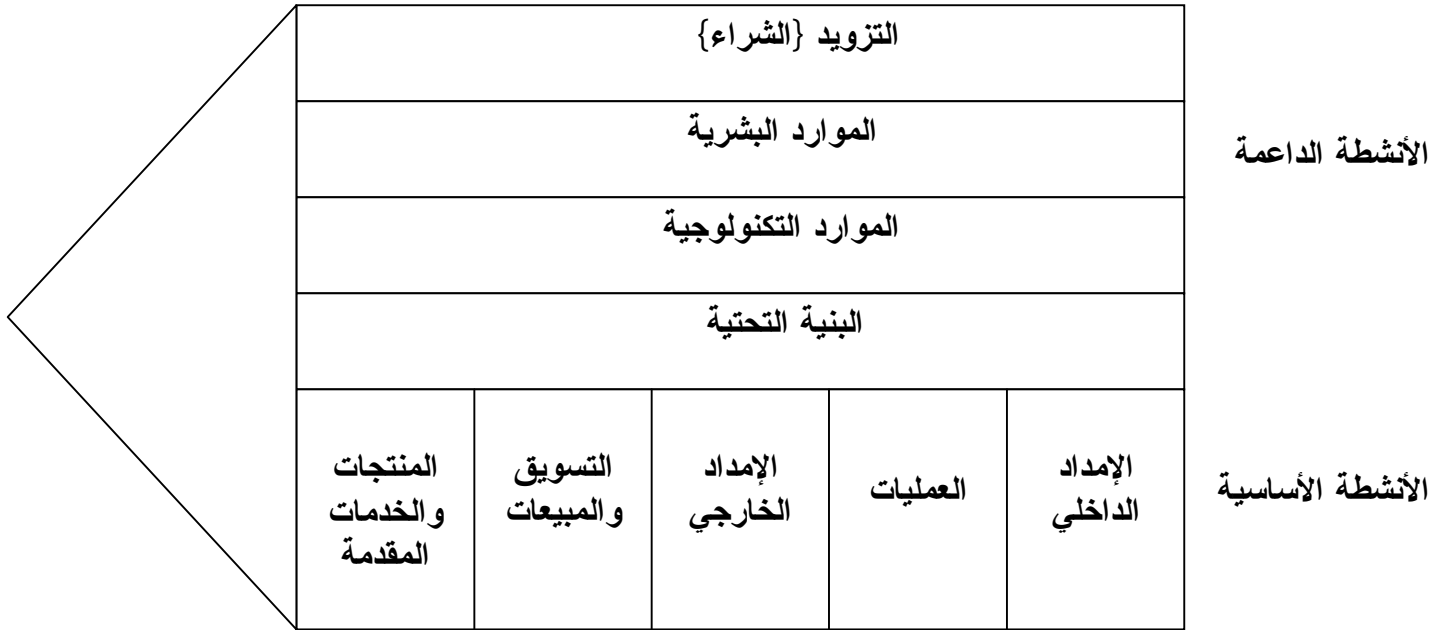 التزويد {الشراء}
الموارد البشرية
الأنشطة الداعمة
الموارد التكنولوجية
البنية التحتية
الأنشطة الأساسية
الإمداد
الداخلي
العمليات
الإمداد
الخارجي
التسويق
والمبيعات
المنتجات
والخدمات
المقدمة